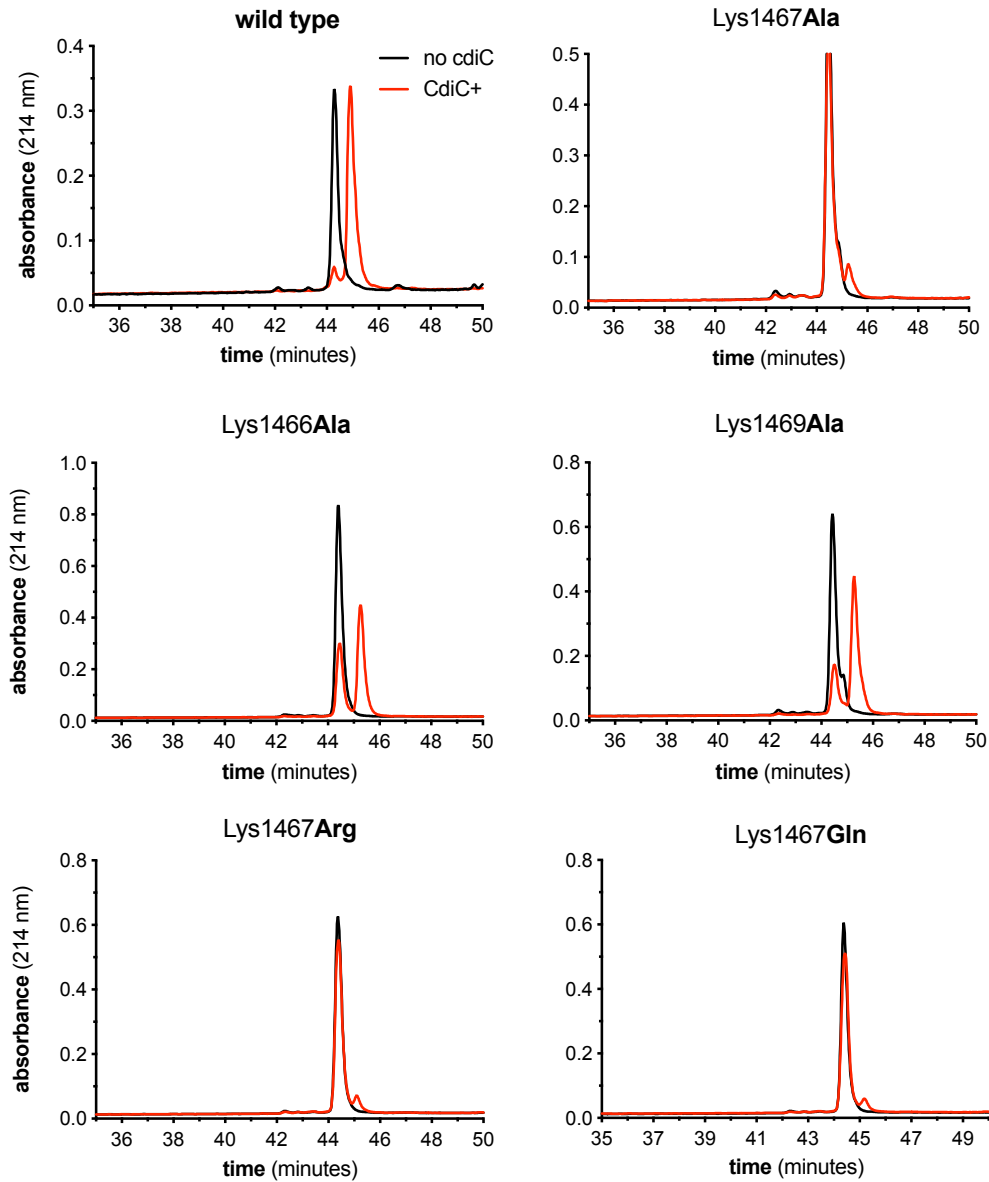 wild type
no cdiC
CdiC+
absorbance (214 nm)
0.4
0.3
0.2
0.1
0.0
36 38 40 42 44 46 48 50
time (minutes)
Lys1467Ala
0.5
0.4
0.3
0.2
0.1
0.0
36 38 40 42 44 46 48 50
time (minutes)
Lys1466Ala
absorbance (214 nm)
1.0
0.8
0.6
0.4
0.2
0.0
36 38 40 42 44 46 48 50
time (minutes)
Lys1469Ala
0.8
0.6
0.4
0.2
0.0
36 38 40 42 44 46 48 50
time (minutes)
Lys1467Arg
absorbance (214 nm)
0.8
0.6
0.4
0.2
0.0
36 38 40 42 44 46 48 50
time (minutes)
Lys1467Gln
0.8
0.6
0.4
0.2
0.0
35 37 39 41 43 45 47 49
time (minutes)